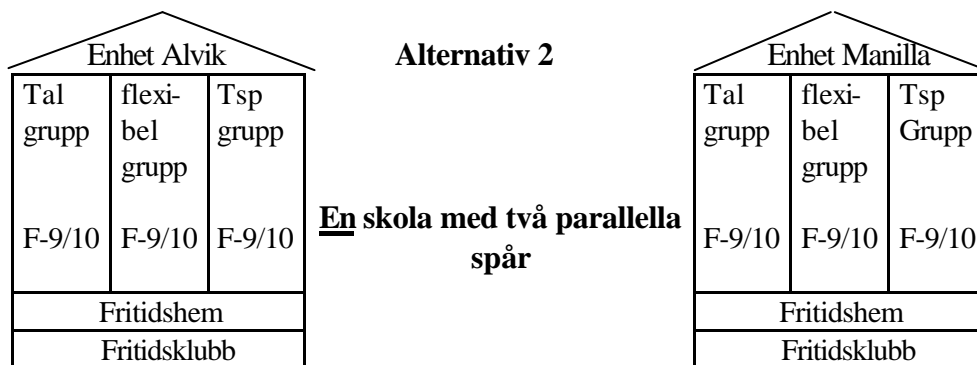 Enhet Alvik
Tal
grupp
F-9/10
flexi-
bel
grupp
F-9/10
Tsp
grupp
F-9/10
Fritidshem
Fritidsklubb
Alternativ 2
En skola med två parallella
spår
Enhet Manilla
Tal
grupp
F-9/10
flexi-
bel
grupp
F-9/10
Tsp
Grupp
F-9/10
Fritidshem
Fritidsklubb